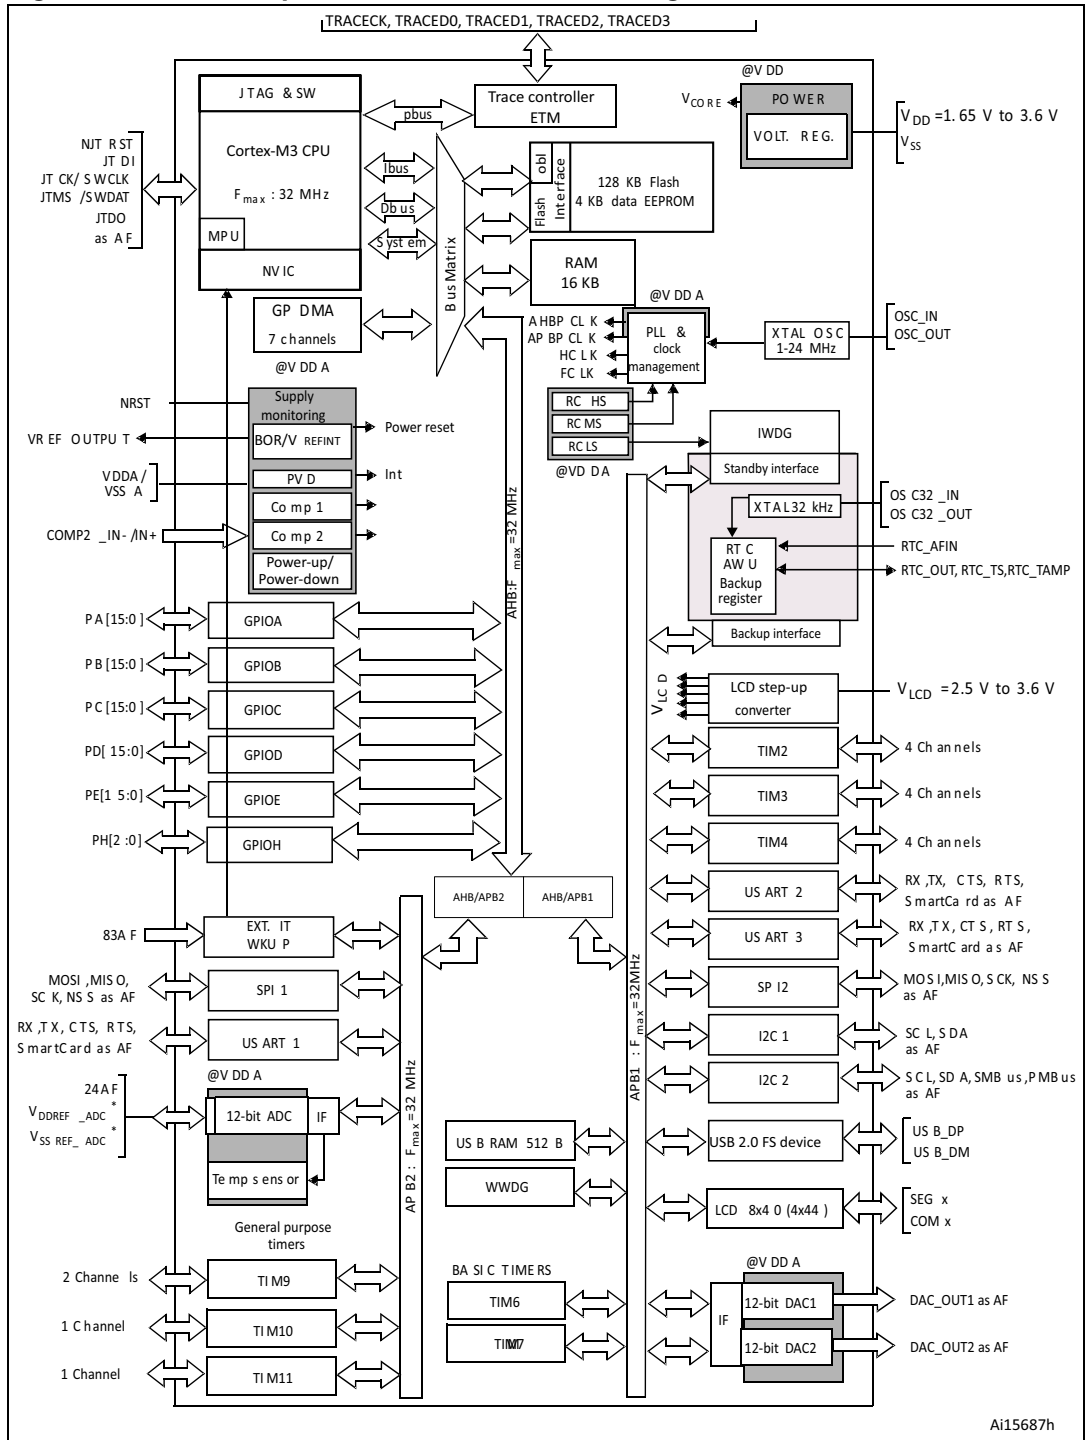 TRACECK, TRACED0, TRACED1, TRACED2, TRACED3
JTAG & SW
Cortex-M3 CPU
Fmax : 32 MHz
MPU
NVIC
NJTRST
JTDI
JTCK/SWCLK
JTMS /SWDAT
JTDO
as AF
pbus
Ibus
Dbus
System
Trace controller
ETM
Bus Matrix
obl
Flash
Interface
128 KB Flash
4 KB data EEPROM
RAM
16 KB
@VDD
VCORE
POWER
VOLT. REG.
VDD =1.65 V to 3.6 V
VSS
GP DMA
7 channels
@VDDA
PLL &
clock
management
AHBPCLK
APBPCLK
HCLK
FCLK
XTAL OSC
1-24 MHz
OSC_IN
OSC_OUT
RC HS
RC MS
RC LS
@VDDA
@VDDA
Supply
monitoring
BOR/VREFINT
PVD
Comp 1
Comp 2
Power-up/
Power-down
NRST
VREF OUTPUT
VDDA/
VSSA
COMP2 _IN-/IN+
Power reset
Int
AHB:Fmax=32 MHz
IWDG
Standby interface
XTAL32 kHz
RTC
AWU
Backup
register
Backup interface
OSC32_IN
OSC32_OUT
RTC_AFIN
RTC_OUT, RTC_TS,RTC_TAMP
PA[15:0]
GPIOA
PB[15:0]
GPIOB
PC[15:0]
GPIOC
PD[15:0]
GPIOD
PE[15:0]
GPIOE
PH[2:0]
GPIOH
VLCD
LCD step-up
converter
VLCD =2.5 V to 3.6 V
TIM2
4 Channels
TIM3
4 Channels
TIM4
4 Channels
USART 2
RX,TX, CTS, RTS,
SmartCard as AF
USART 3
RX,TX, CTS, RTS,
SmartCard as AF
SPI2
MOSI,MISO,SCK, NSS
as AF
I2C 1
SCL,SDA
as AF
I2C 2
SCL,SDA, SMBus,PMBus
as AF
AHB/APB2
AHB/APB1
83AF
EXT. IT
WKUP
MOSI,MISO,
SCK,NSS as AF
SPI 1
RX,TX, CTS, RTS,
SmartCard as AF
USART 1
@VDDA
24AF
VDDREF_ADC *
VSSREF_ADC *
12-bit ADC
IF
Temp sensor
APB2: Fmax=32 MHz
APB1 : Fmax=32MHz
USB RAM 512 B
WWDG
USB 2.0 FS device
USB_DP
USB_DM
LCD 8x40 (4x44)
SEGx
COMx
General purpose
timers
2 Channels
TIM9
1 Channel
TIM10
1 Channel
TIM11
BASIC TIMERS
TIM6
TIM7
@VDDA
IF
12-bit DAC1
12-bit DAC2
DAC_OUT1 as AF
DAC_OUT2 as AF
Ai15687h